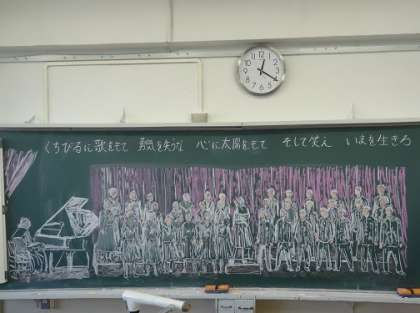 くちびるに歌をもて 勇気を失うな 心に太陽をもて そして笑え いまを生きろ